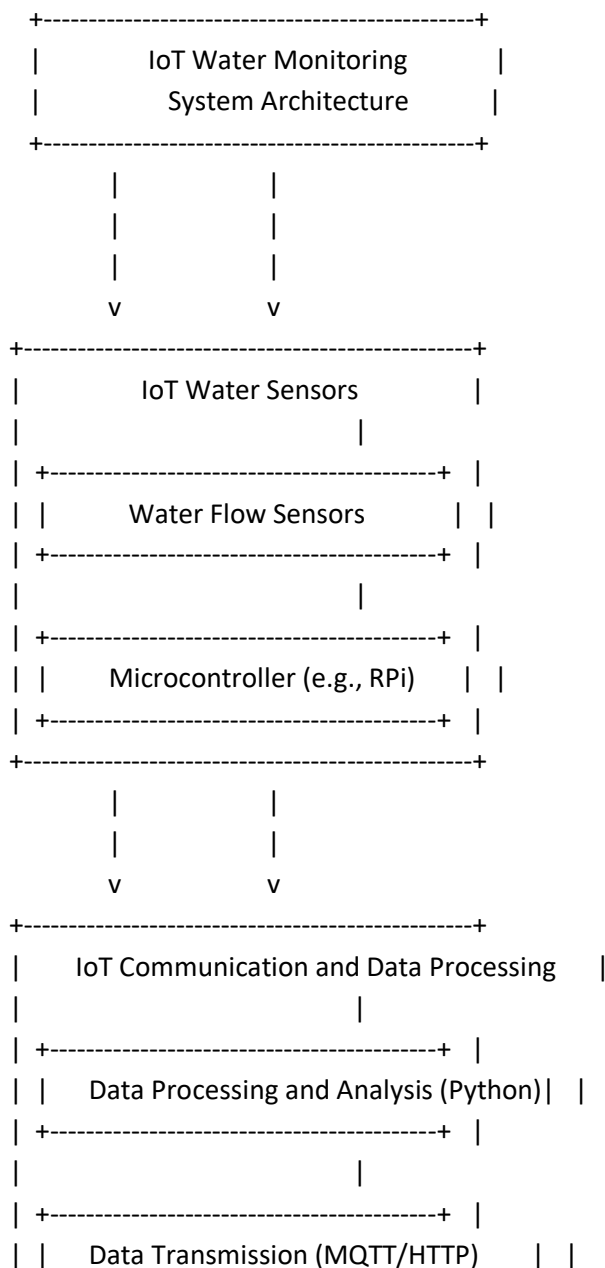 +------------------------------------------------+
| IoT Water Monitoring |
| System Architecture |
+------------------------------------------------+
| |
| |
| |
v v
+--------------------------------------------------+
| IoT Water Sensors |
| |
| +-------------------------------------------+ |
| | Water Flow Sensors | |
| +-------------------------------------------+ |
| |
| +-------------------------------------------+ |
| | Microcontroller (e.g., RPi) | |
| +-------------------------------------------+ |
+--------------------------------------------------+
| |
| |
v v
+--------------------------------------------------+
| IoT Communication and Data Processing |
| |
| +-------------------------------------------+ |
| | Data Processing and Analysis (Python)| |
| +-------------------------------------------+ |
| |
| +-------------------------------------------+ |
| | Data Transmission (MQTT/HTTP) | |